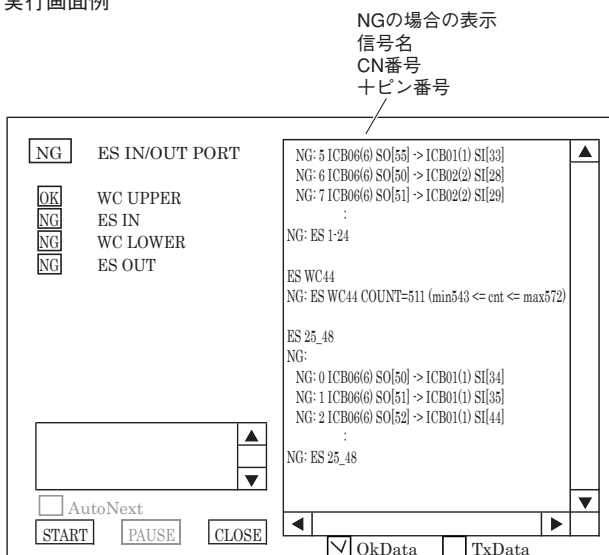 実行画面例
NGの場合の表示
信号名
CN番号
＋ピン番号
NG ES IN/OUT PORT
OK WC UPPER
NG ES IN
NG WC LOWER
NG ES OUT
NG: 5 ICB06(6) SO[55] -> ICB01(1) SI[33]
NG: 6 ICB06(6) SO[50] -> ICB02(2) SI[28]
NG: 7 ICB06(6) SO[51] -> ICB02(2) SI[29]
:
NG: ES 1-24
ES WC44
NG: ES WC44 COUNT=511 (min543 <= cnt <= max572)
ES 25_48
NG:
NG: 0 ICB06(6) SO[50] -> ICB01(1) SI[34]
NG: 1 ICB06(6) SO[51] -> ICB01(1) SI[35]
NG: 2 ICB06(6) SO[52] -> ICB01(1) SI[44]
:
NG: ES 25_48
AutoNext
START PAUSE CLOSE
OkData TxData